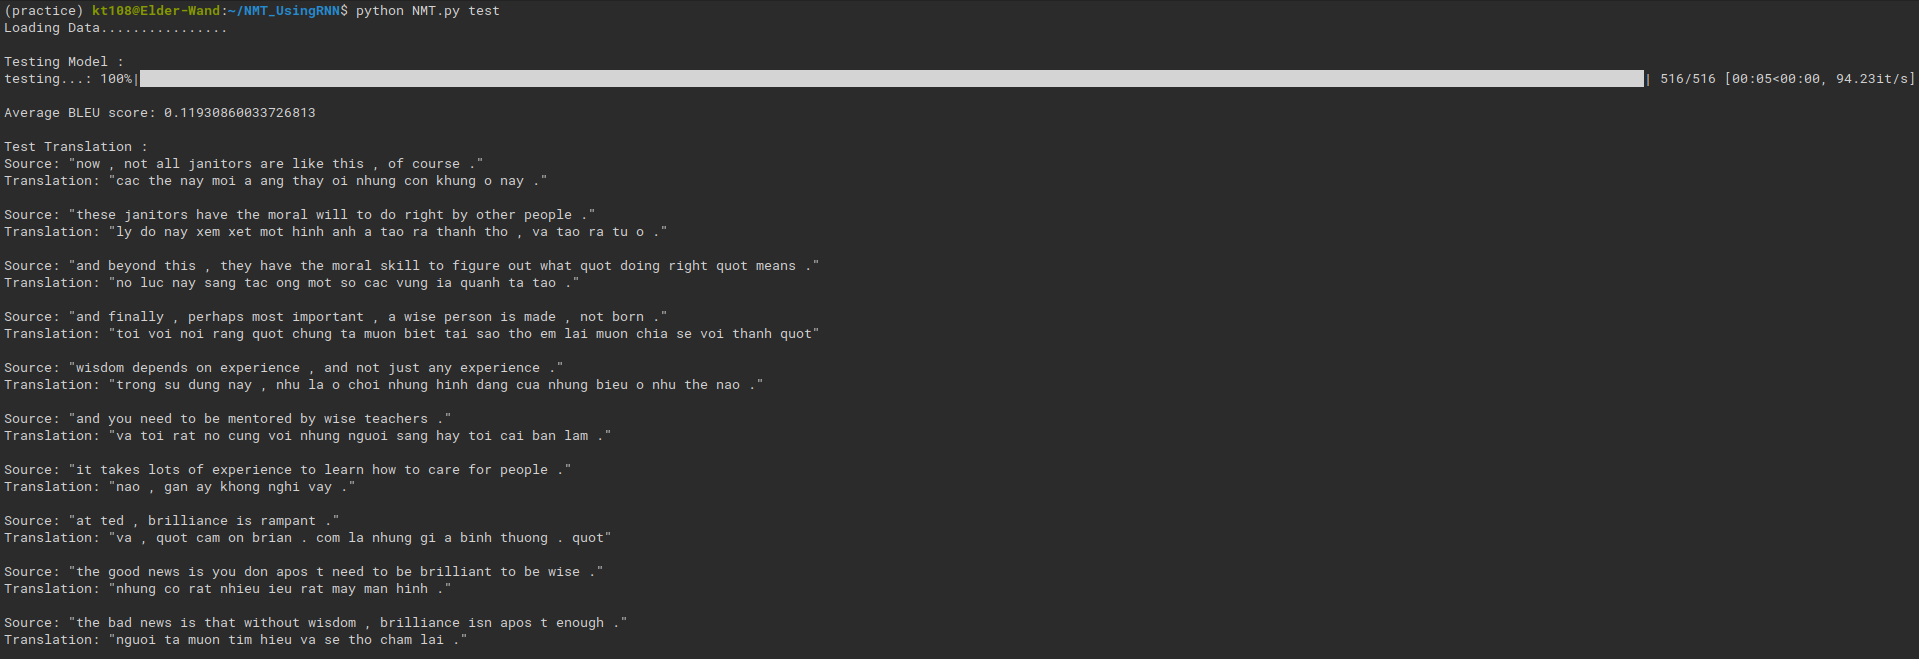 (practice) kt108@Elder-Wand:~/NMT_UsingRNN$ python NMT.py test
Loading Data................
Testing Model :
testing...: 100%| | 516/516 [00:05<00:00, 94.23it/s]
Average BLEU score: 0.11930860033726813
Test Translation :
Source: "now , not all janitors are like this , of course ."
Translation: "cac the nay moi a ang thay oi nhung con khung o nay ."
Source: "these janitors have the moral will to do right by other people ."
Translation: "ly do nay xem xet mot hinh anh a tao ra thanh tho , va tao ra tu o ."
Source: "and beyond this , they have the moral skill to figure out what quot doing right quot means ."
Translation: "no luc nay sang tac ong mot so cac vung ia quanh ta tao ."
Source: "and finally , perhaps most important , a wise person is made , not born ."
Translation: "toi voi noi rang quot chung ta muon biet tai sao tho em lai muon chia se voi thanh quot"
Source: "wisdom depends on experience , and not just any experience ."
Translation: "trong su dung nay , nhu la o choi nhung hinh dang cua nhung bieu o nhu the nao ."
Source: "and you need to be mentored by wise teachers ."
Translation: "va toi rat no cung voi nhung nguoi sang hay toi cai ban lam ."
Source: "it takes lots of experience to learn how to care for people ."
Translation: "nao , gan ay khong nghi vay ."
Source: "at ted , brilliance is rampant ."
Translation: "va , quot cam on brian . com la nhung gi a binh thuong . quot"
Source: "the good news is you don apos t need to be brilliant to be wise ."
Translation: "nhung co rat nhieu ieu rat may man hinh ."
Source: "the bad news is that without wisdom , brilliance isn apos t enough ."
Translation: "nguoi ta muon tim hieu va se tho cham lai ."